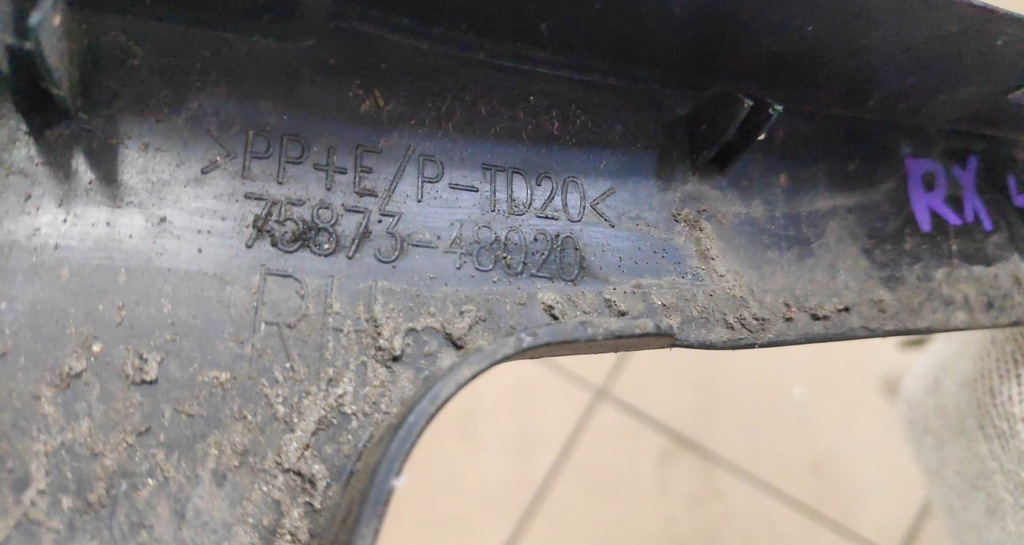 >PP+E/P-TD20<
75873-48020
RH
RX